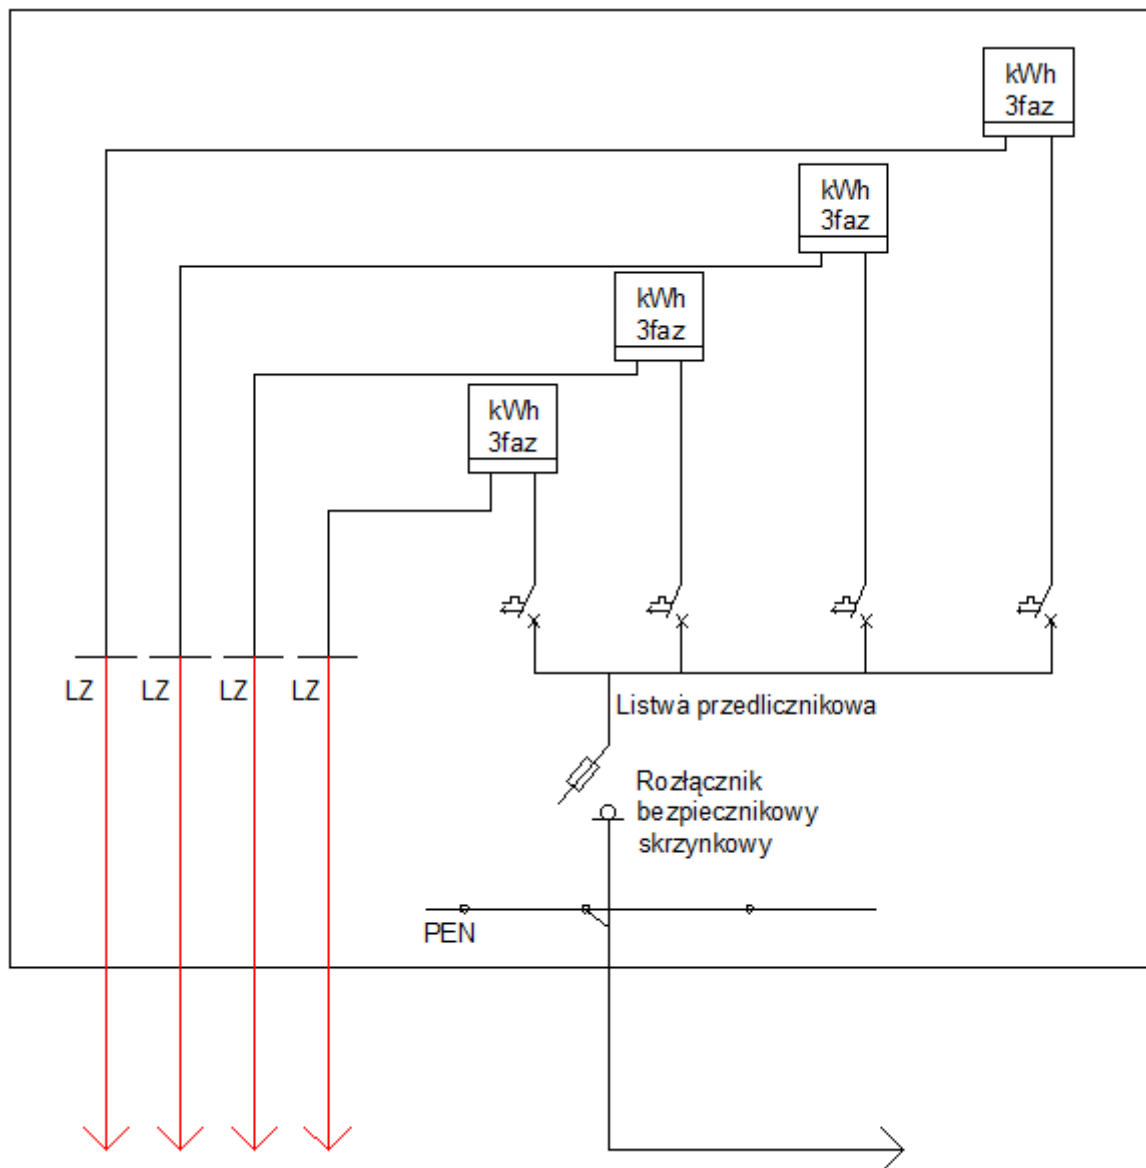 kWh
3faz
kWh
3faz
kWh
3faz
kWh
3faz
LZ
LZ
LZ
LZ
Listwa przedlicznikowa
Rozłącznik
bezpiecznikowy
skrzynkowy
PEN